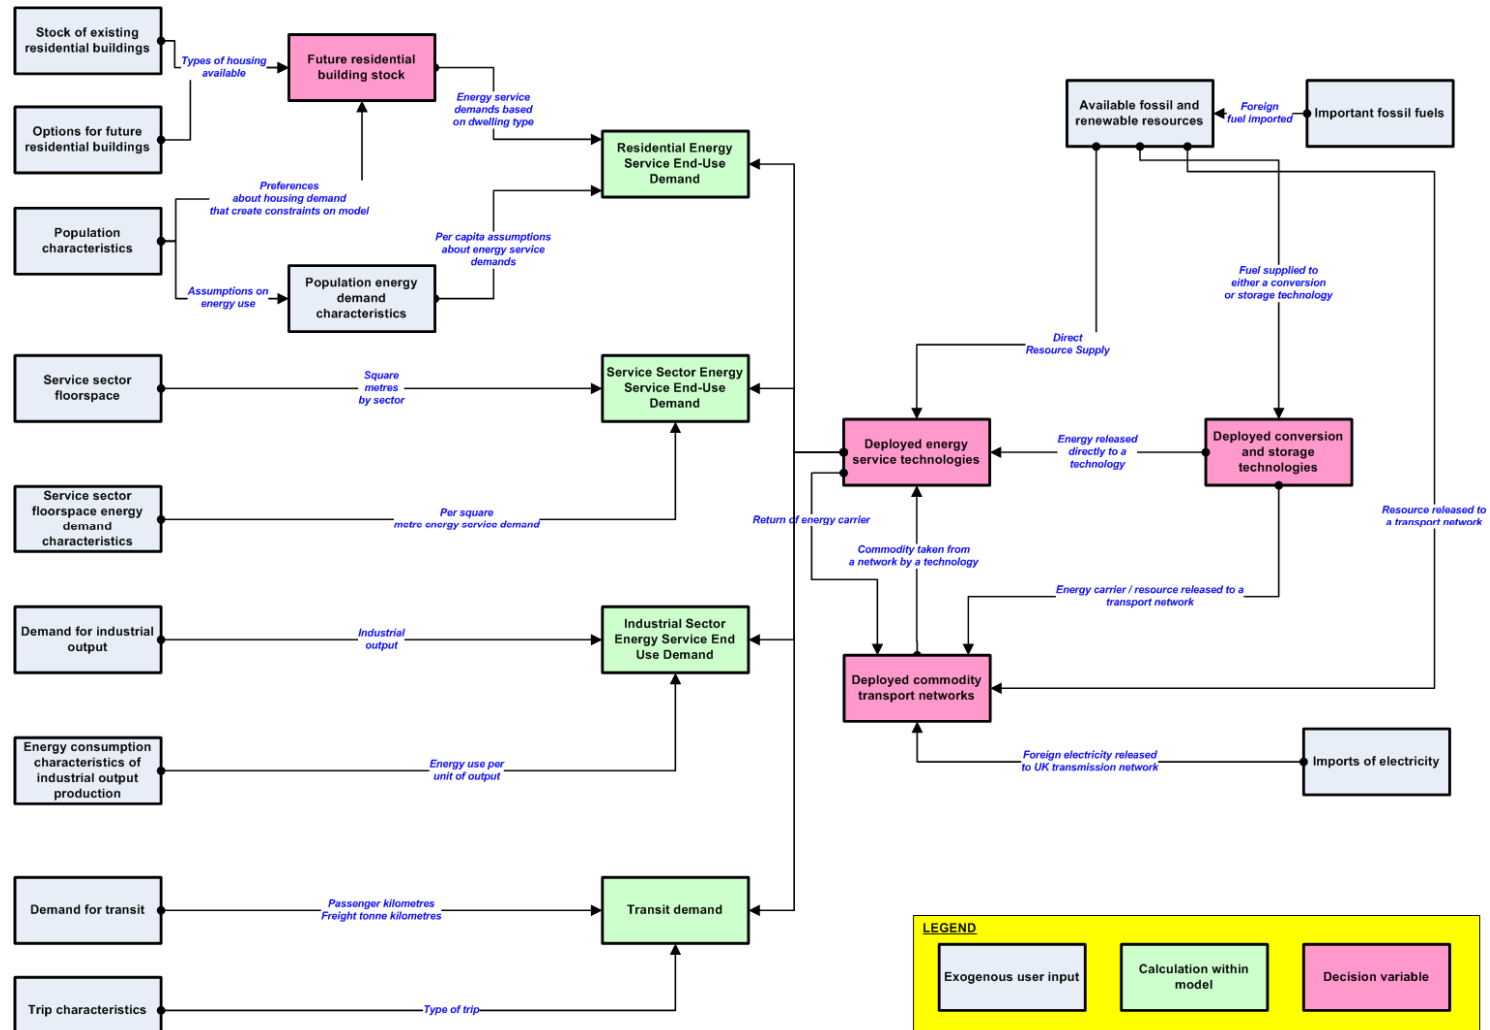 Stock of existing
residential buildings
Types of housing
available
Future residential
building stock
Options for future
residential buildings
Energy service
demands based
on dwelling type
Residential Energy
Service End-Use
Demand
Available fossil and
renewable resources
Foreign
fuel imported
Important fossil fuels
Preferences
about housing demand
that create constraints on model
Population
characteristics
Per capita assumptions
about energy service
demands
Assumptions on
energy use
Population energy
demand
characteristics
Fuel supplied to
either a conversion
or storage technology
Direct
Resource Supply
Service sector
floorspace
Square
metres
by sector
Service Sector Energy
Service End-Use
Demand
Deployed energy
service technologies
Energy released
directly to a
technology
Deployed conversion
and storage
technologies
Service sector
floorspace energy
demand
characteristics
Per square
metre energy service demand
Return of energy carrier
Resource released to
a transport network
Commodity taken from
a network by a technology
Energy carrier / resource released to a
transport network
Demand for industrial
output
Industrial
output
Industrial Sector
Energy Service End
Use Demand
Deployed commodity
transport networks
Energy consumption
characteristics of
industrial output
production
Energy use per
unit of output
Foreign electricity released
to UK transmission network
Imports of electricity
Demand for transit
Passenger kilometres
Freight tonne kilometres
Transit demand
Trip characteristics
Type of trip
LEGEND
Exogenous user input
Calculation within
model
Decision variable